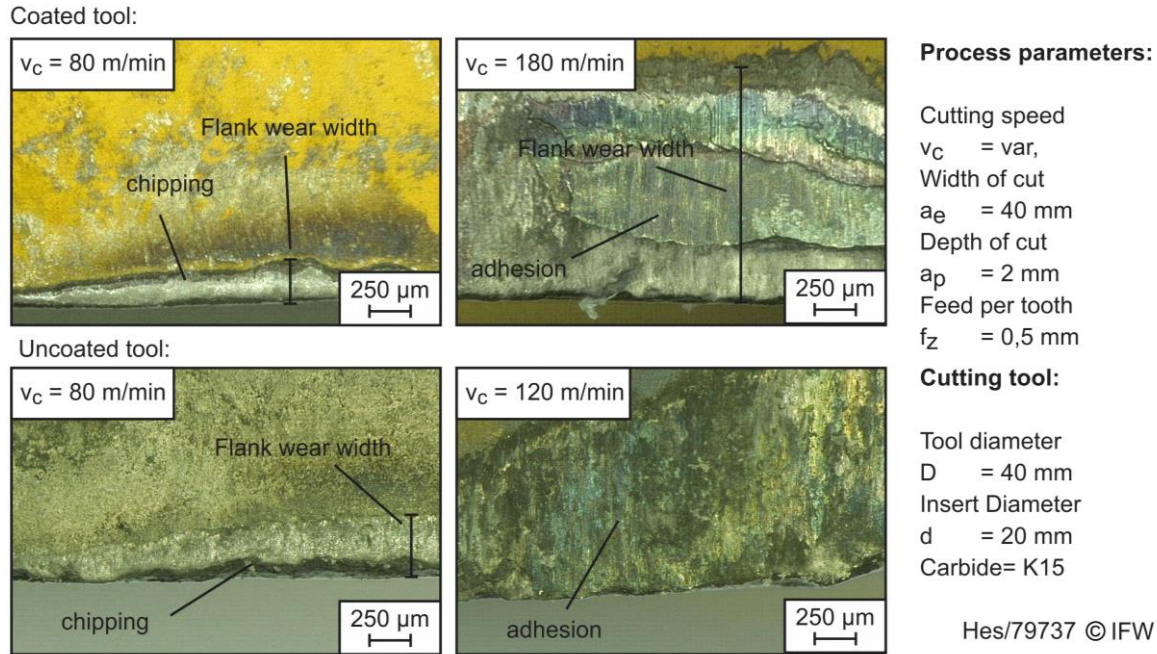 Coated tool:
vc = 80 m/min
Flank wear width
chipping
250 µm
vc = 180 m/min
Flank wear width
adhesion
250 µm
Uncoated tool:
vc = 80 m/min
Flank wear width
chipping
250 µm
vc = 120 m/min
adhesion
250 µm
Process parameters:
Cutting speed
vc = var,
Width of cut
ae = 40 mm
Depth of cut
ap = 2 mm
Feed per tooth
fz = 0,5 mm
Cutting tool:
Tool diameter
D = 40 mm
Insert Diameter
d = 20 mm
Carbide= K15
Hes/79737 © IFW